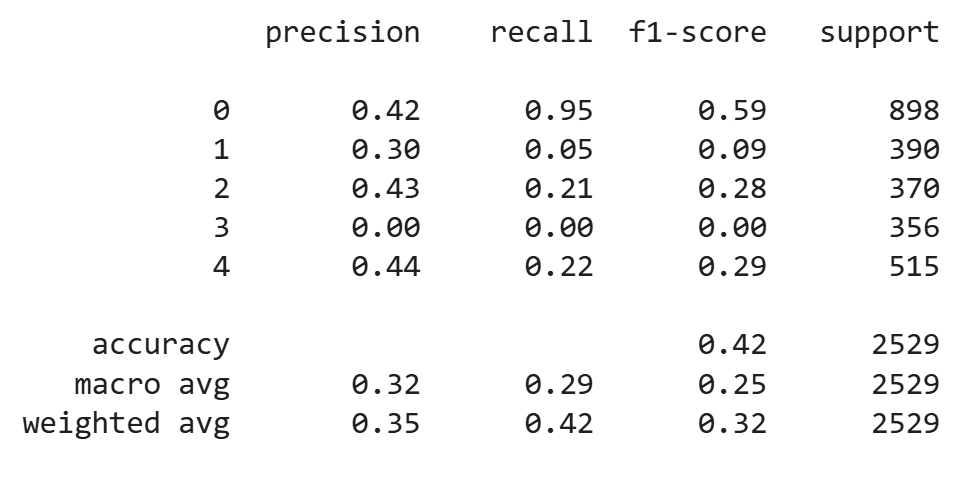 precision recall f1-score support
0 0.42 0.95 0.59 898
1 0.30 0.05 0.09 390
2 0.43 0.21 0.28 370
3 0.00 0.00 0.00 356
4 0.44 0.22 0.29 515
accuracy 0.42 2529
macro avg 0.32 0.29 0.25 2529
weighted avg 0.35 0.42 0.32 2529